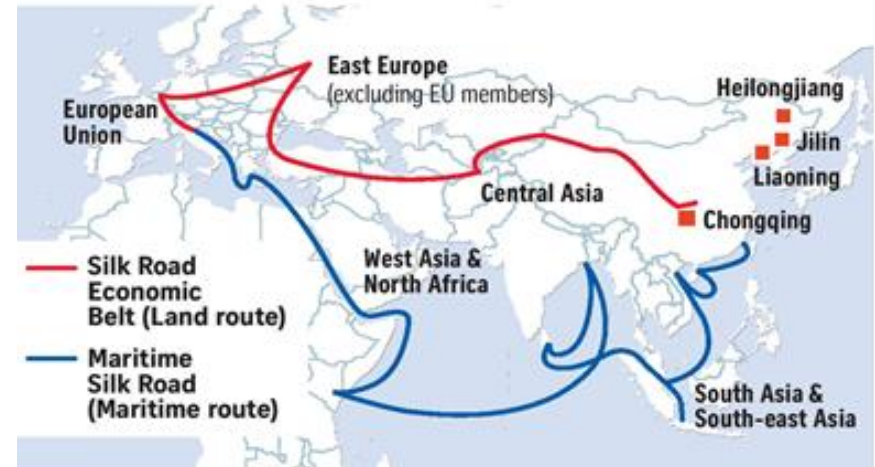 East Europe
(excluding EU members)
European
Union
Heilongjiang
Jilin
Liaoning
Central Asia
Chongqing
West Asia &
North Africa
Silk Road
Economic
Belt (Land route)
Maritime
Silk Road
(Maritime route)
South Asia &
South-east Asia